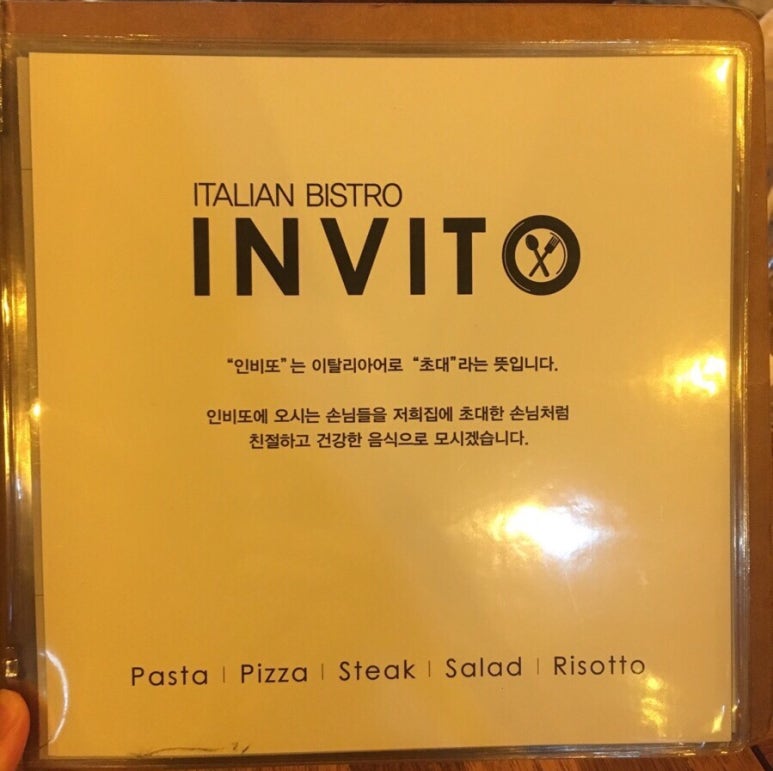 ITALIAN BISTRO
INVITO
“인비또”는 이탈리아어로 “초대”라는 뜻입니다.
인비또에 오시는 손님들을 저희집에 초대한 손님처럼
친절하고 건강한 음식으로 모시겠습니다.
Pasta | Pizza | Steak | Salad | Risotto